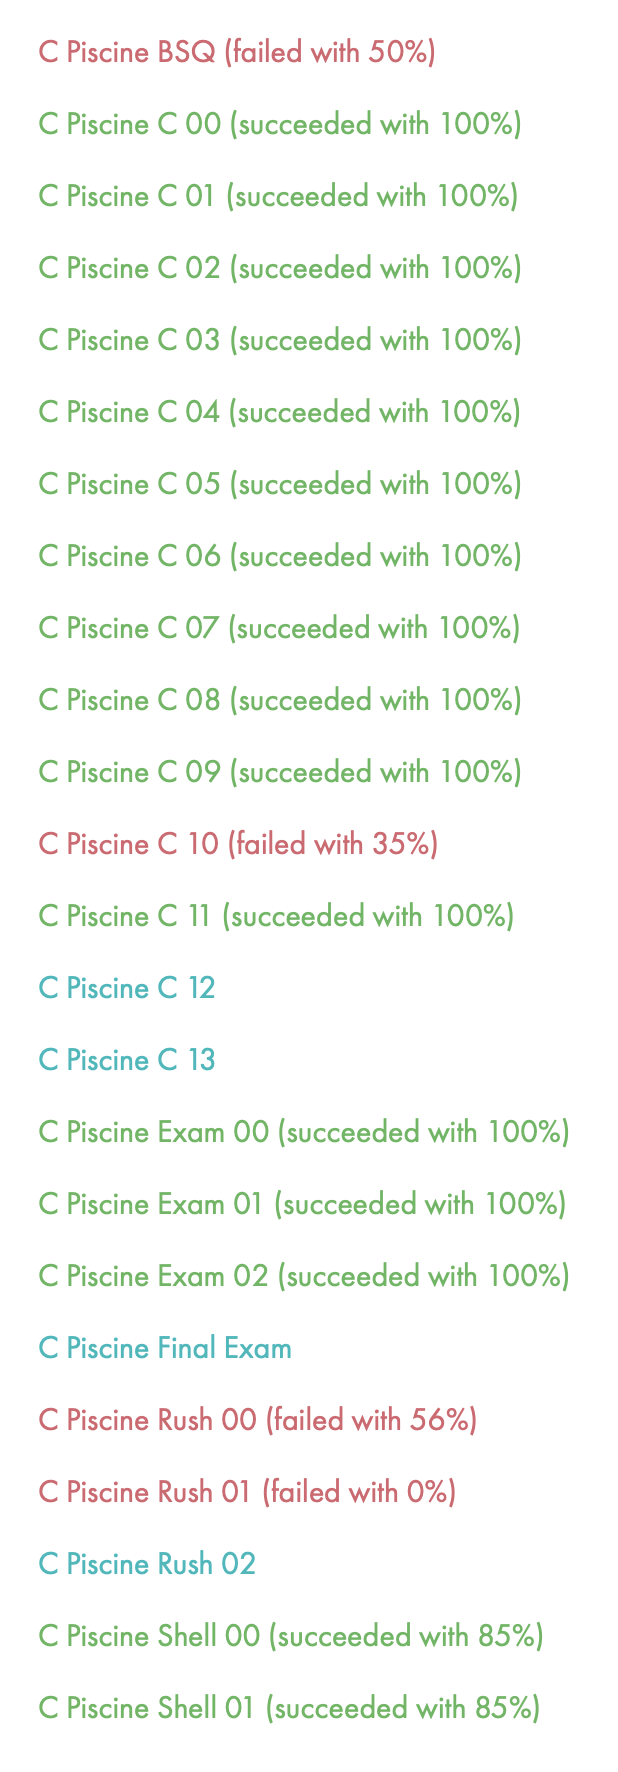 C Piscine BSQ (failed with 50%)
C Piscine C 00 (succeeded with 100%)
C Piscine C 01 (succeeded with 100%)
C Piscine C 02 (succeeded with 100%)
C Piscine C 03 (succeeded with 100%)
C Piscine C 04 (succeeded with 100%)
C Piscine C 05 (succeeded with 100%)
C Piscine C 06 (succeeded with 100%)
C Piscine C 07 (succeeded with 100%)
C Piscine C 08 (succeeded with 100%)
C Piscine C 09 (succeeded with 100%)
C Piscine C 10 (failed with 35%)
C Piscine C 11 (succeeded with 100%)
C Piscine C 12
C Piscine C 13
C Piscine Exam 00 (succeeded with 100%)
C Piscine Exam 01 (succeeded with 100%)
C Piscine Exam 02 (succeeded with 100%)
C Piscine Final Exam
C Piscine Rush 00 (failed with 56%)
C Piscine Rush 01 (failed with 0%)
C Piscine Rush 02
C Piscine Shell 00 (succeeded with 85%)
C Piscine Shell 01 (succeeded with 85%)